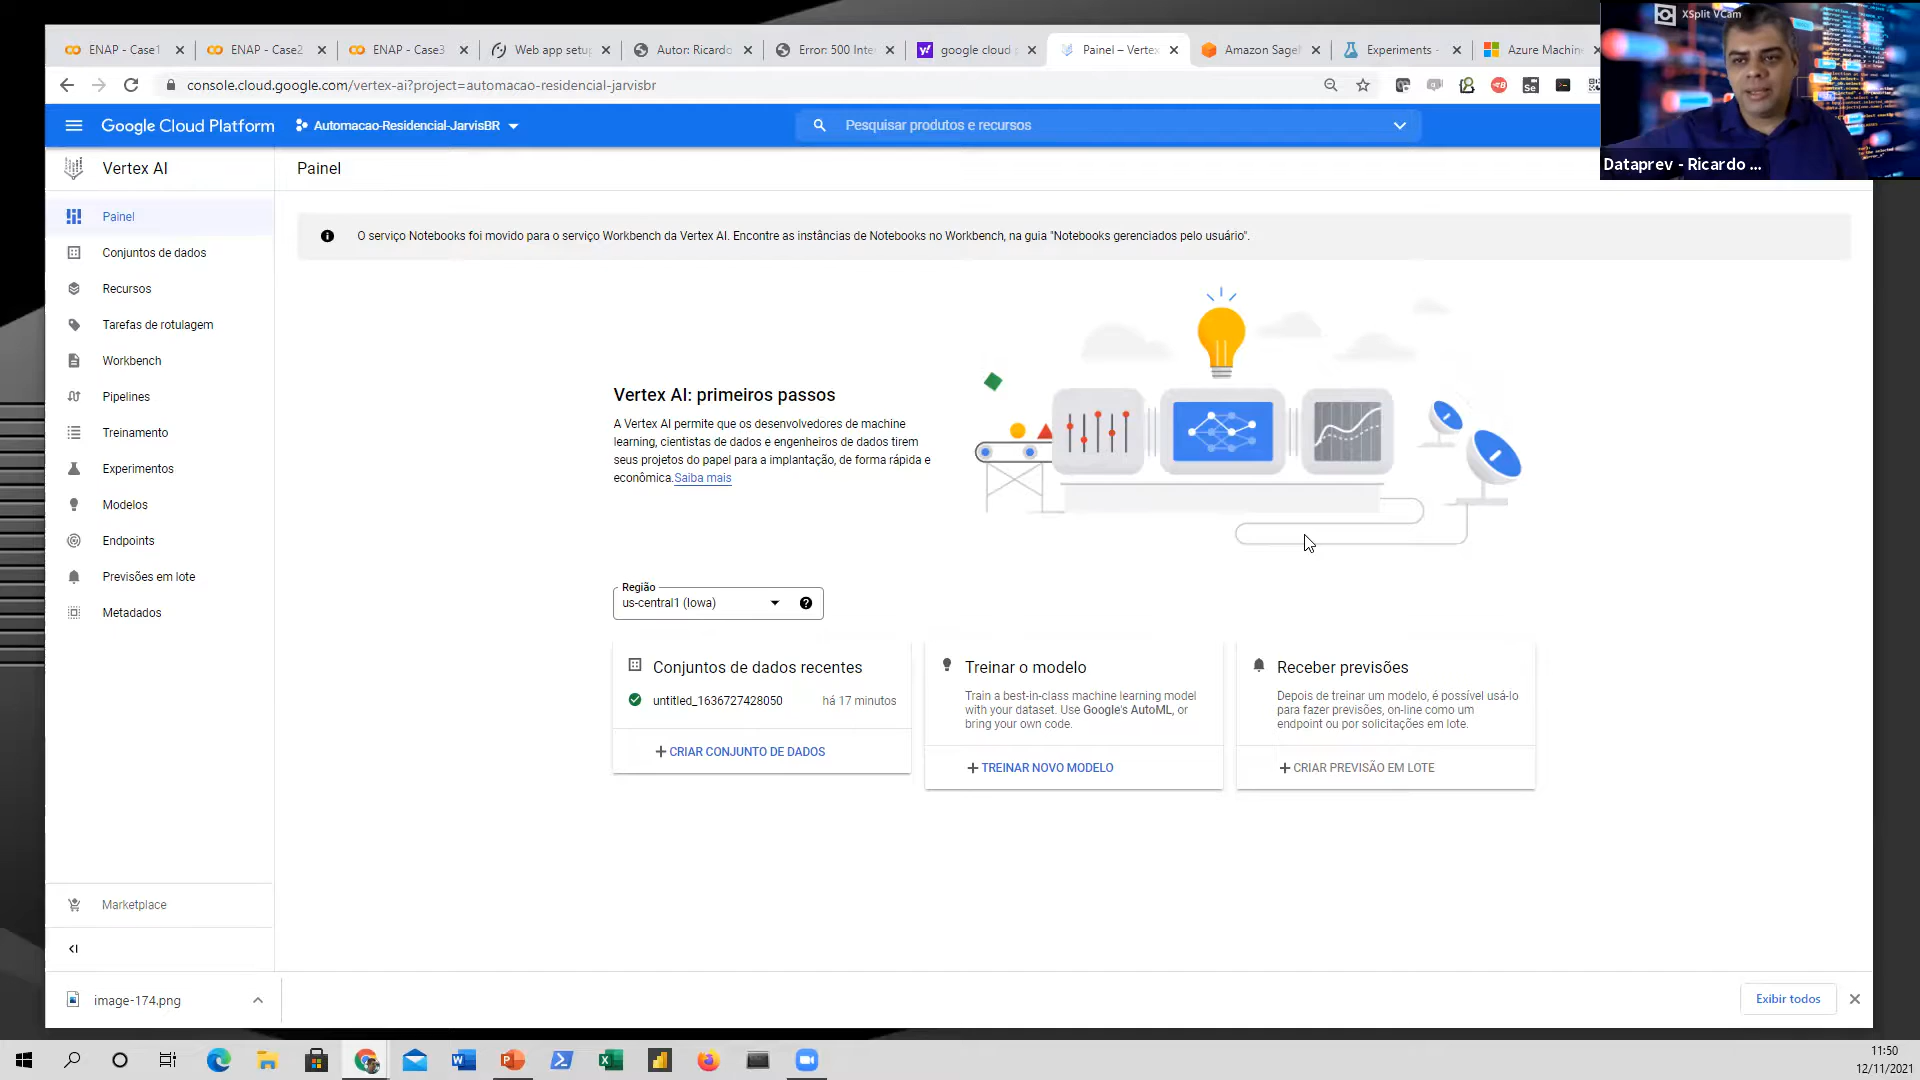 ENAP - Case1
ENAP - Case2
ENAP - Case3
Web app setu
Autor: Ricardo
Error: 500 Inte
google cloud
Painel – Vertex
Amazon Sage
Experiments -
Azure Machin
XSplit VCam
console.cloud.google.com/vertex-ai?project=automacao-residencial-jarvisbr
Google Cloud Platform
Automacao-Residencial-JarvisBR
Pesquisar produtos e recursos
Dataprev - Ricardo ...
Vertex AI
Painel
Painel
Conjuntos de dados
Recursos
Tarefas de rotulagem
Workbench
Pipelines
Treinamento
Experimentos
Modelos
Endpoints
Previsões em lote
Metadados
Marketplace
O serviço Notebooks foi movido para o serviço Workbench da Vertex AI. Encontre as instâncias de Notebooks no Workbench, na guia "Notebooks gerenciados pelo usuário".
Vertex AI: primeiros passos
A Vertex AI permite que os desenvolvedores de machine
learning, cientistas de dados e engenheiros de dados tirem
seus projetos do papel para a implantação, de forma rápida e
econômica. Saiba mais
Região
us-central1 (Iowa)
Conjuntos de dados recentes
untitled_1636727428050 há 17 minutos
+ CRIAR CONJUNTO DE DADOS
Treinar o modelo
Train a best-in-class machine learning model
with your dataset. Use Google's AutoML, or
bring your own code.
+ TREINAR NOVO MODELO
Receber previsões
Depois de treinar um modelo, é possível usá-lo
para fazer previsões, on-line como um
endpoint ou por solicitações em lote.
+ CRIAR PREVISÃO EM LOTE
image-174.png
Exibir todos
11:50
12/11/2021